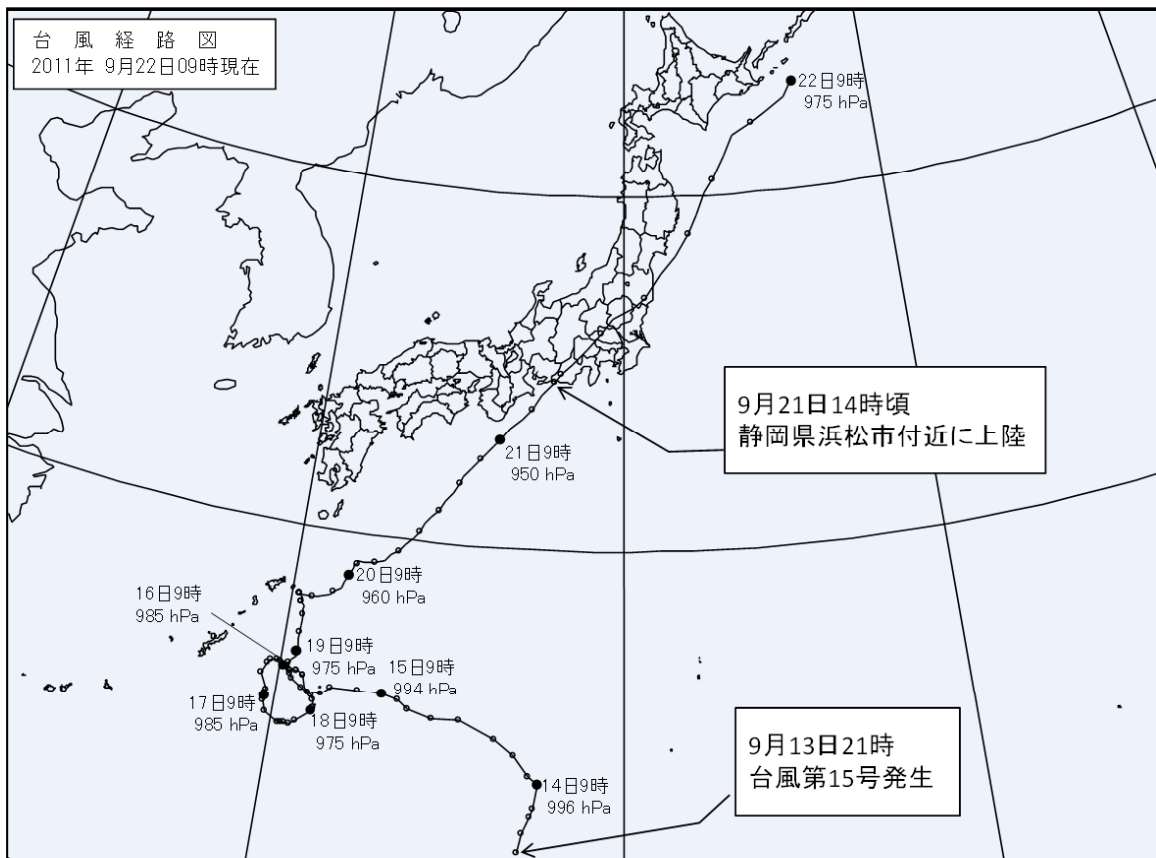 台 風 経 路 図
2011年 9月22日09時現在
22日9時
975 hPa
9月21日14時頃
静岡県浜松市付近に上陸
21日9時
950 hPa
20日9時
960 hPa
16日9時
985 hPa
19日9時
975 hPa
15日9時
994 hPa
17日9時
985 hPa
18日9時
975 hPa
9月13日21時
台風第15号発生
14日9時
996 hPa